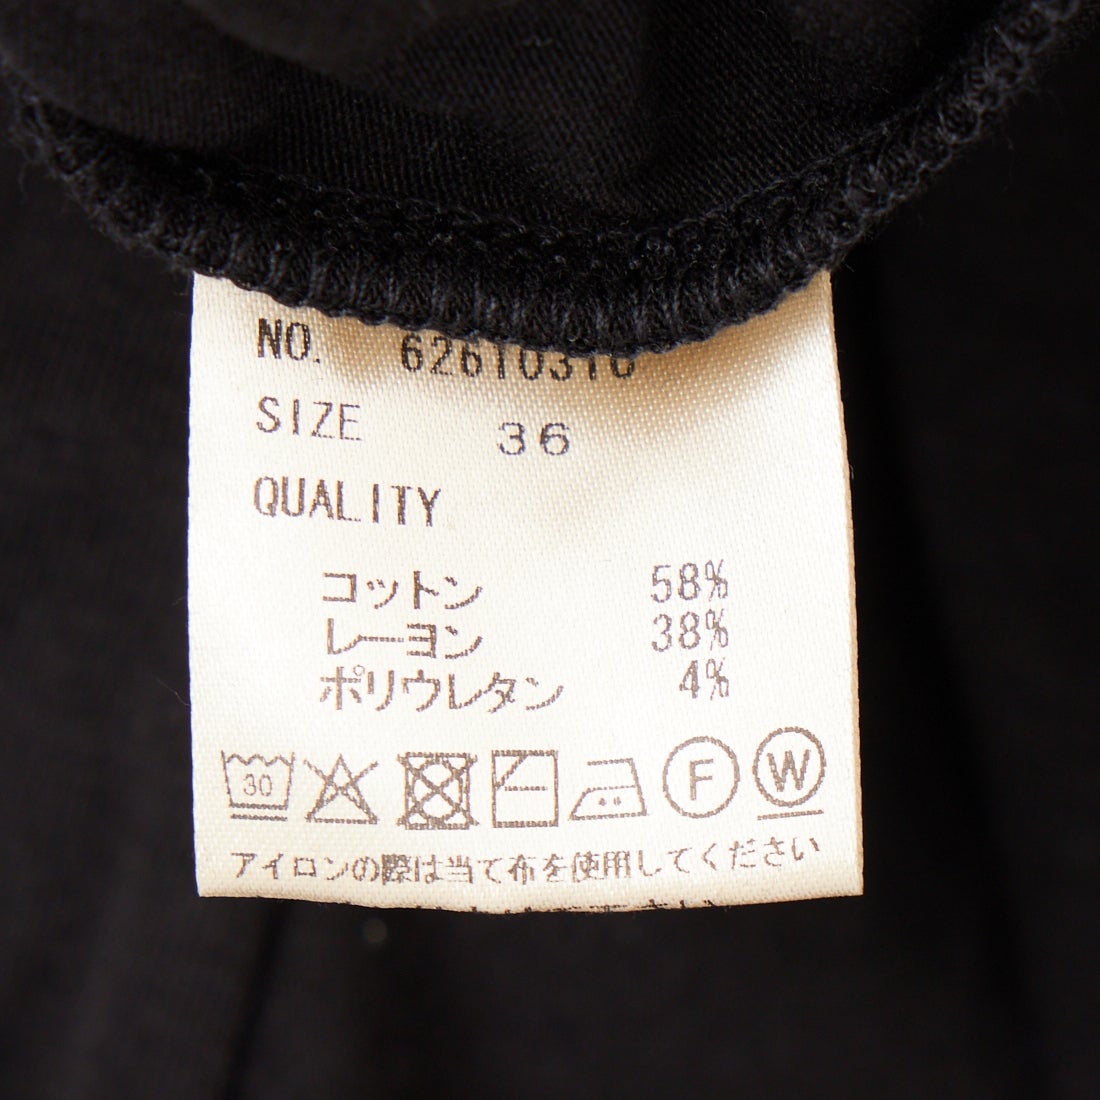 NO. 62610310
SIZE 36
QUALITY
コットン 58%
レーヨン 38%
ポリウレタン 4%
30 F W
アイロンの際は当て布を使用してください